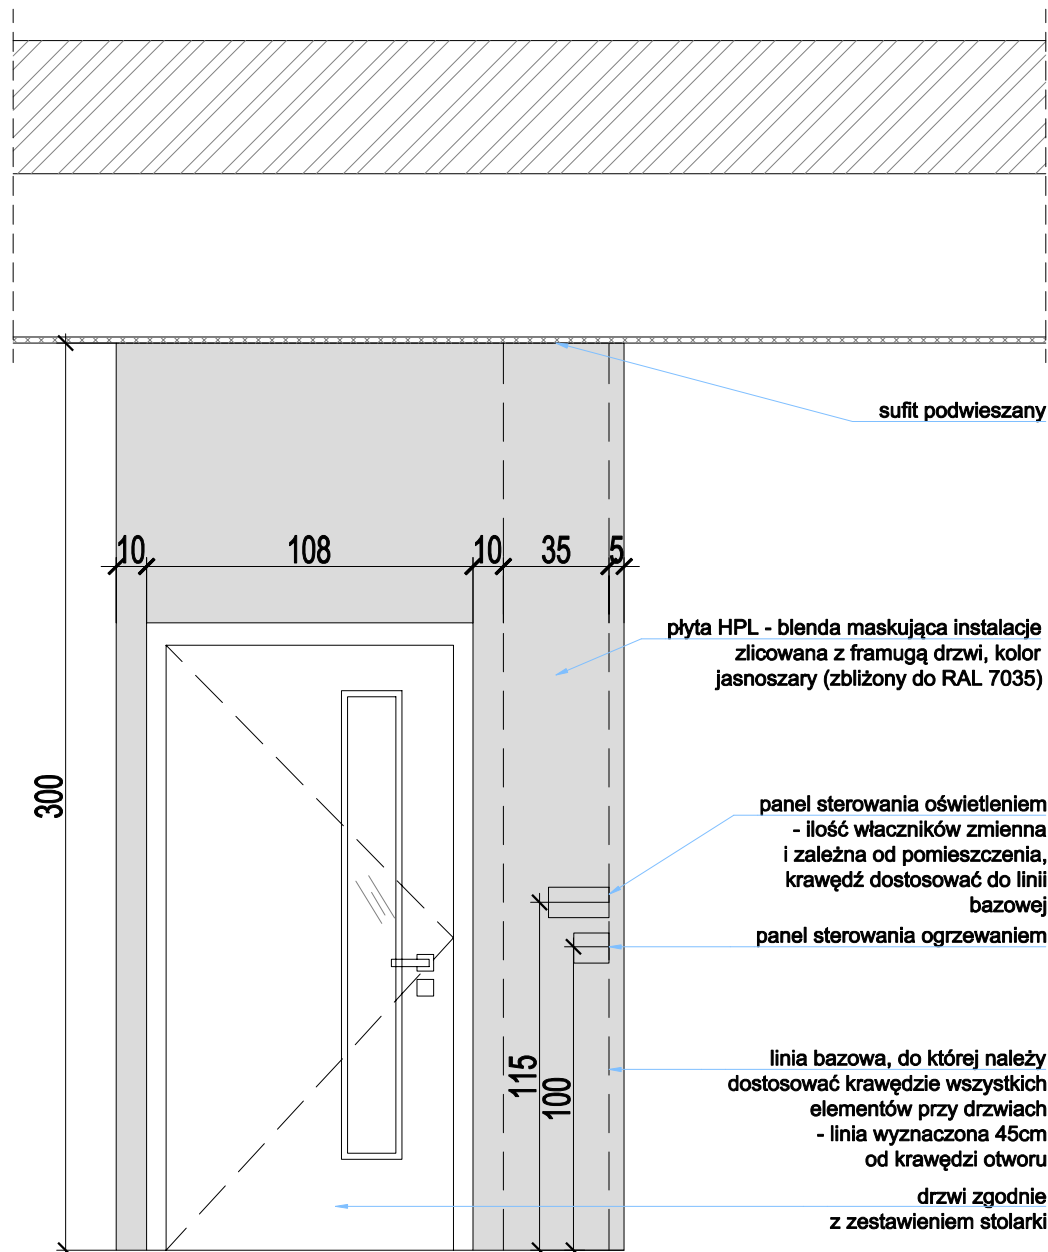 sufit podwieszany
10
108
10
35
5
płyta HPL - blenda maskująca instalacje
zlicowana z framugą drzwi, kolor
jasnoszary (zbliżony do RAL 7035)
300
panel sterowania oświetleniem
- ilość właczników zmienna
i zależna od pomieszczenia,
krawędź dostosować do linii
bazowej
panel sterowania ogrzewaniem
115
100
linia bazowa, do której należy
dostosować krawędzie wszystkich
elementów przy drzwiach
- linia wyznaczona 45cm
od krawędzi otworu
drzwi zgodnie
z zestawieniem stolarki